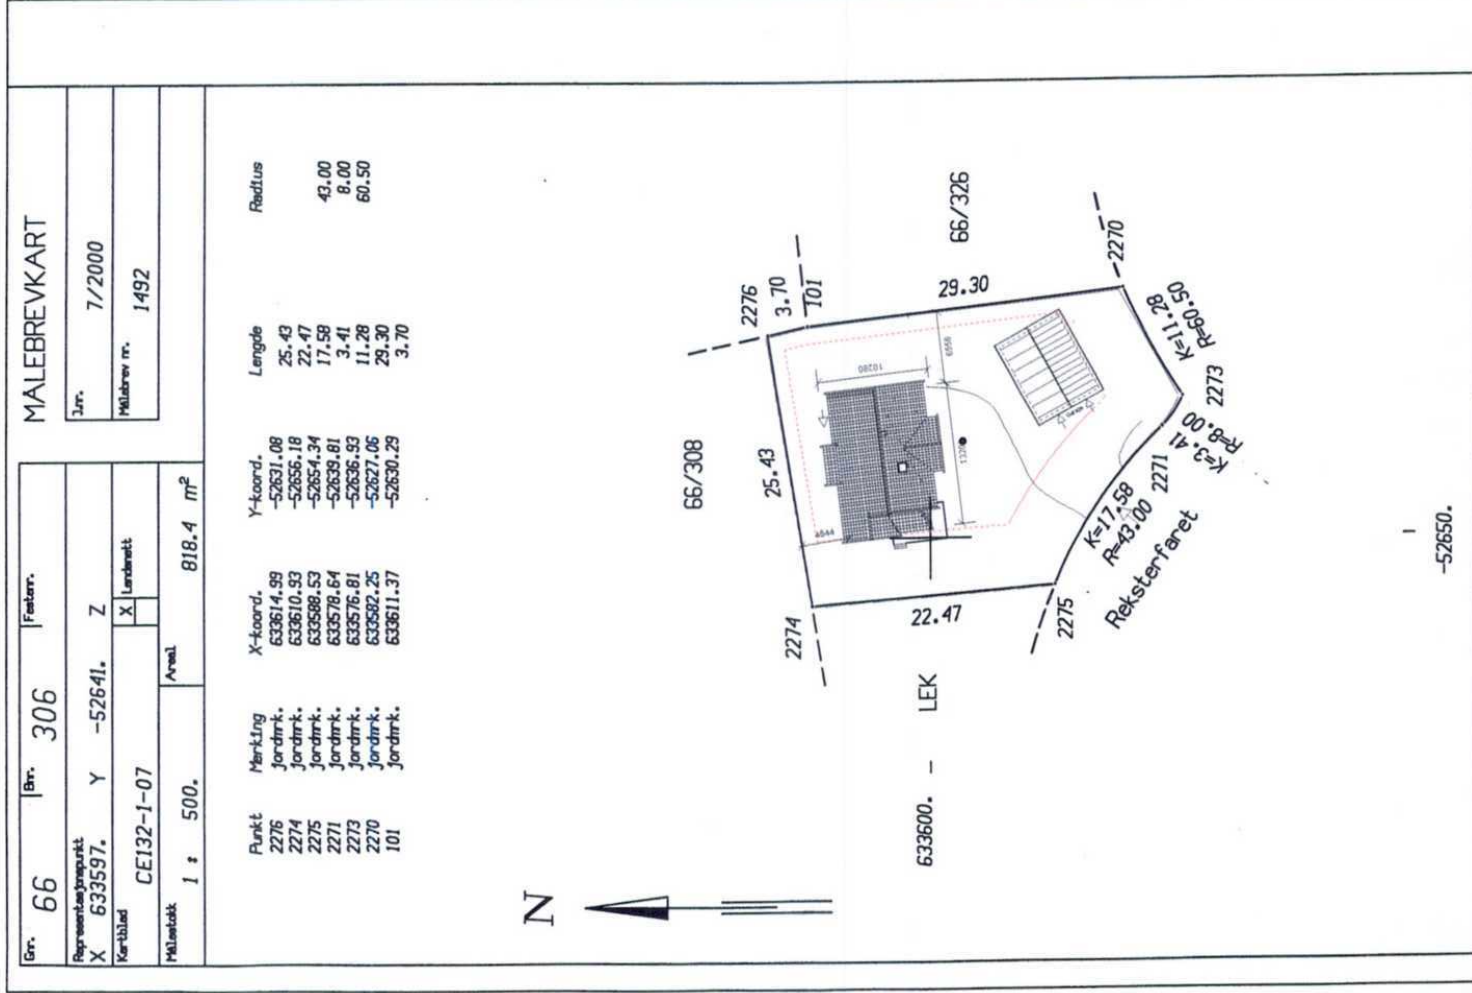 MÅLEBREVKART
Gnr. 66 Bnr. 306 Festenr.
Representasjonspunkt
X 633597. Y -52641. Z
Jnr. 7/2000
Kartblad CE132-1-07
X Landsnett
Målebrev nr. 1492
Målestokk 1 : 500.
Areal 818.4 m²
Punkt Merking X-koord. Y-koord. Lengde Radius
2276 jordmrk. 633614.99 -52631.08 25.43
2274 jordmrk. 633610.93 -52656.18 22.47
2275 jordmrk. 633588.53 -52654.34 17.58 43.00
2271 jordmrk. 633578.64 -52639.81 3.41 8.00
2273 jordmrk. 633576.81 -52636.93 11.28 60.50
2270 jordmrk. 633582.25 -52627.06 29.30
101 jordmrk. 633611.37 -52630.29 3.70
N
66/308
2276
3.70
101
25.43
2274
66/326
29.30
10280
6556
4044
22.47
LEK
633600. -
2275
K=17.58
R=43.00
2271
K=3.41
R=8.00
2273
K=11.28
R=60.50
2270
Reksterfaret
-52650.